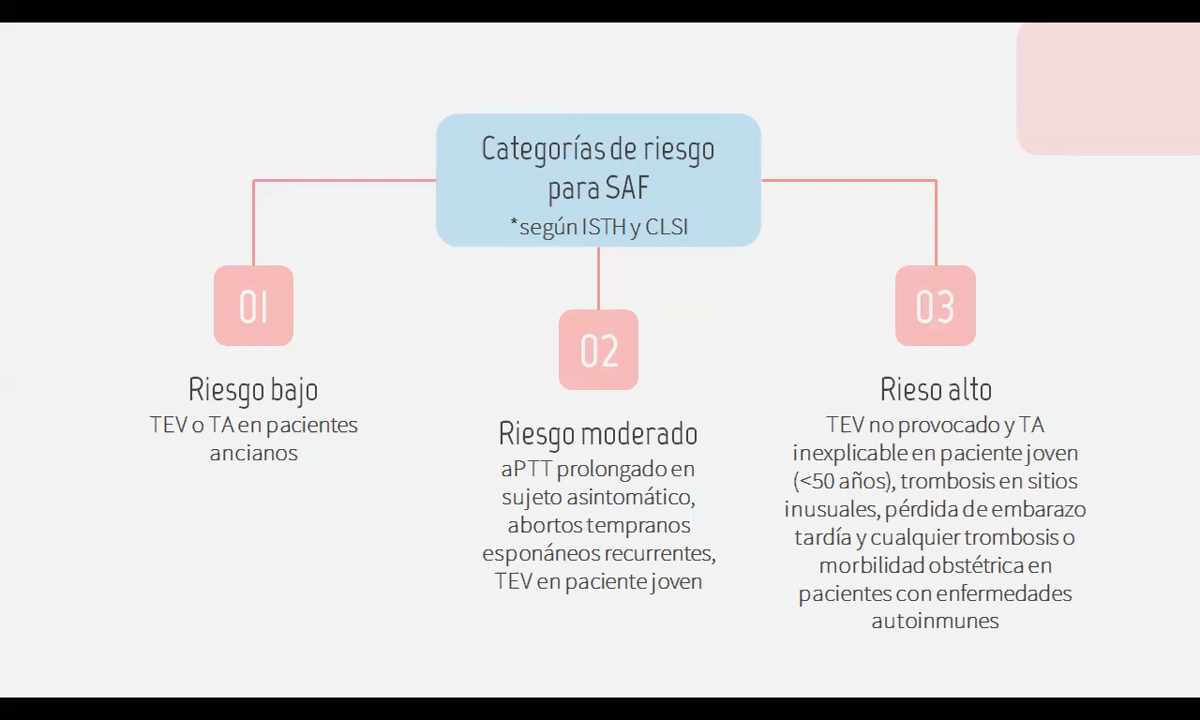 Categorías de riesgo
para SAF
*según ISTH y CLSI
01
Riesgo bajo
TEV o TA en pacientes
ancianos
02
Riesgo moderado
aPTT prolongado en
sujeto asintomático,
abortos tempranos
esponáneos recurrentes,
TEV en paciente joven
03
Rieso alto
TEV no provocado y TA
inexplicable en paciente joven
(<50 años), trombosis en sitios
inusuales, pérdida de embarazo
tardía y cualquier trombosis o
morbilidad obstétrica en
pacientes con enfermedades
autoinmunes